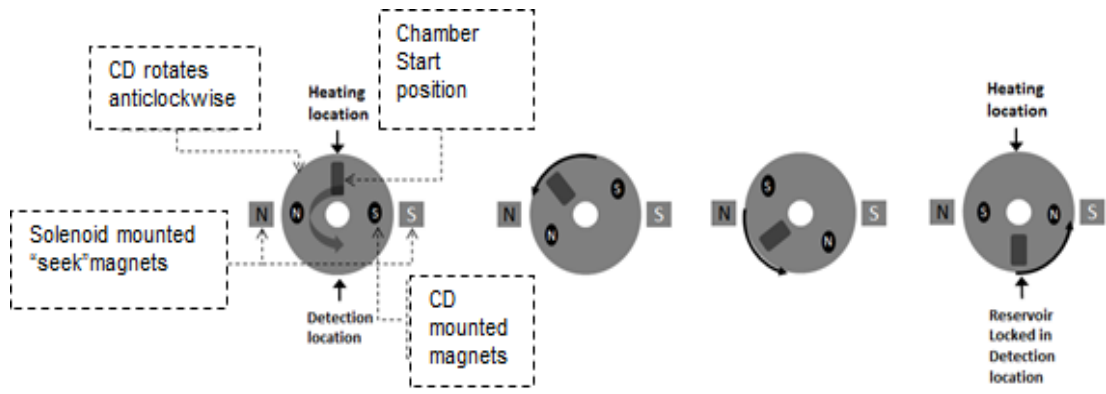 CD rotates
anticlockwise
Chamber
Start
position
Heating
location
N
N
S
S
Solenoid mounted
“seek”magnets
Detection
location
CD
mounted
magnets
N
S
N
S
N
S
N
S
Heating
location
N
S
N
S
Reservoir
Locked in
Detection
location